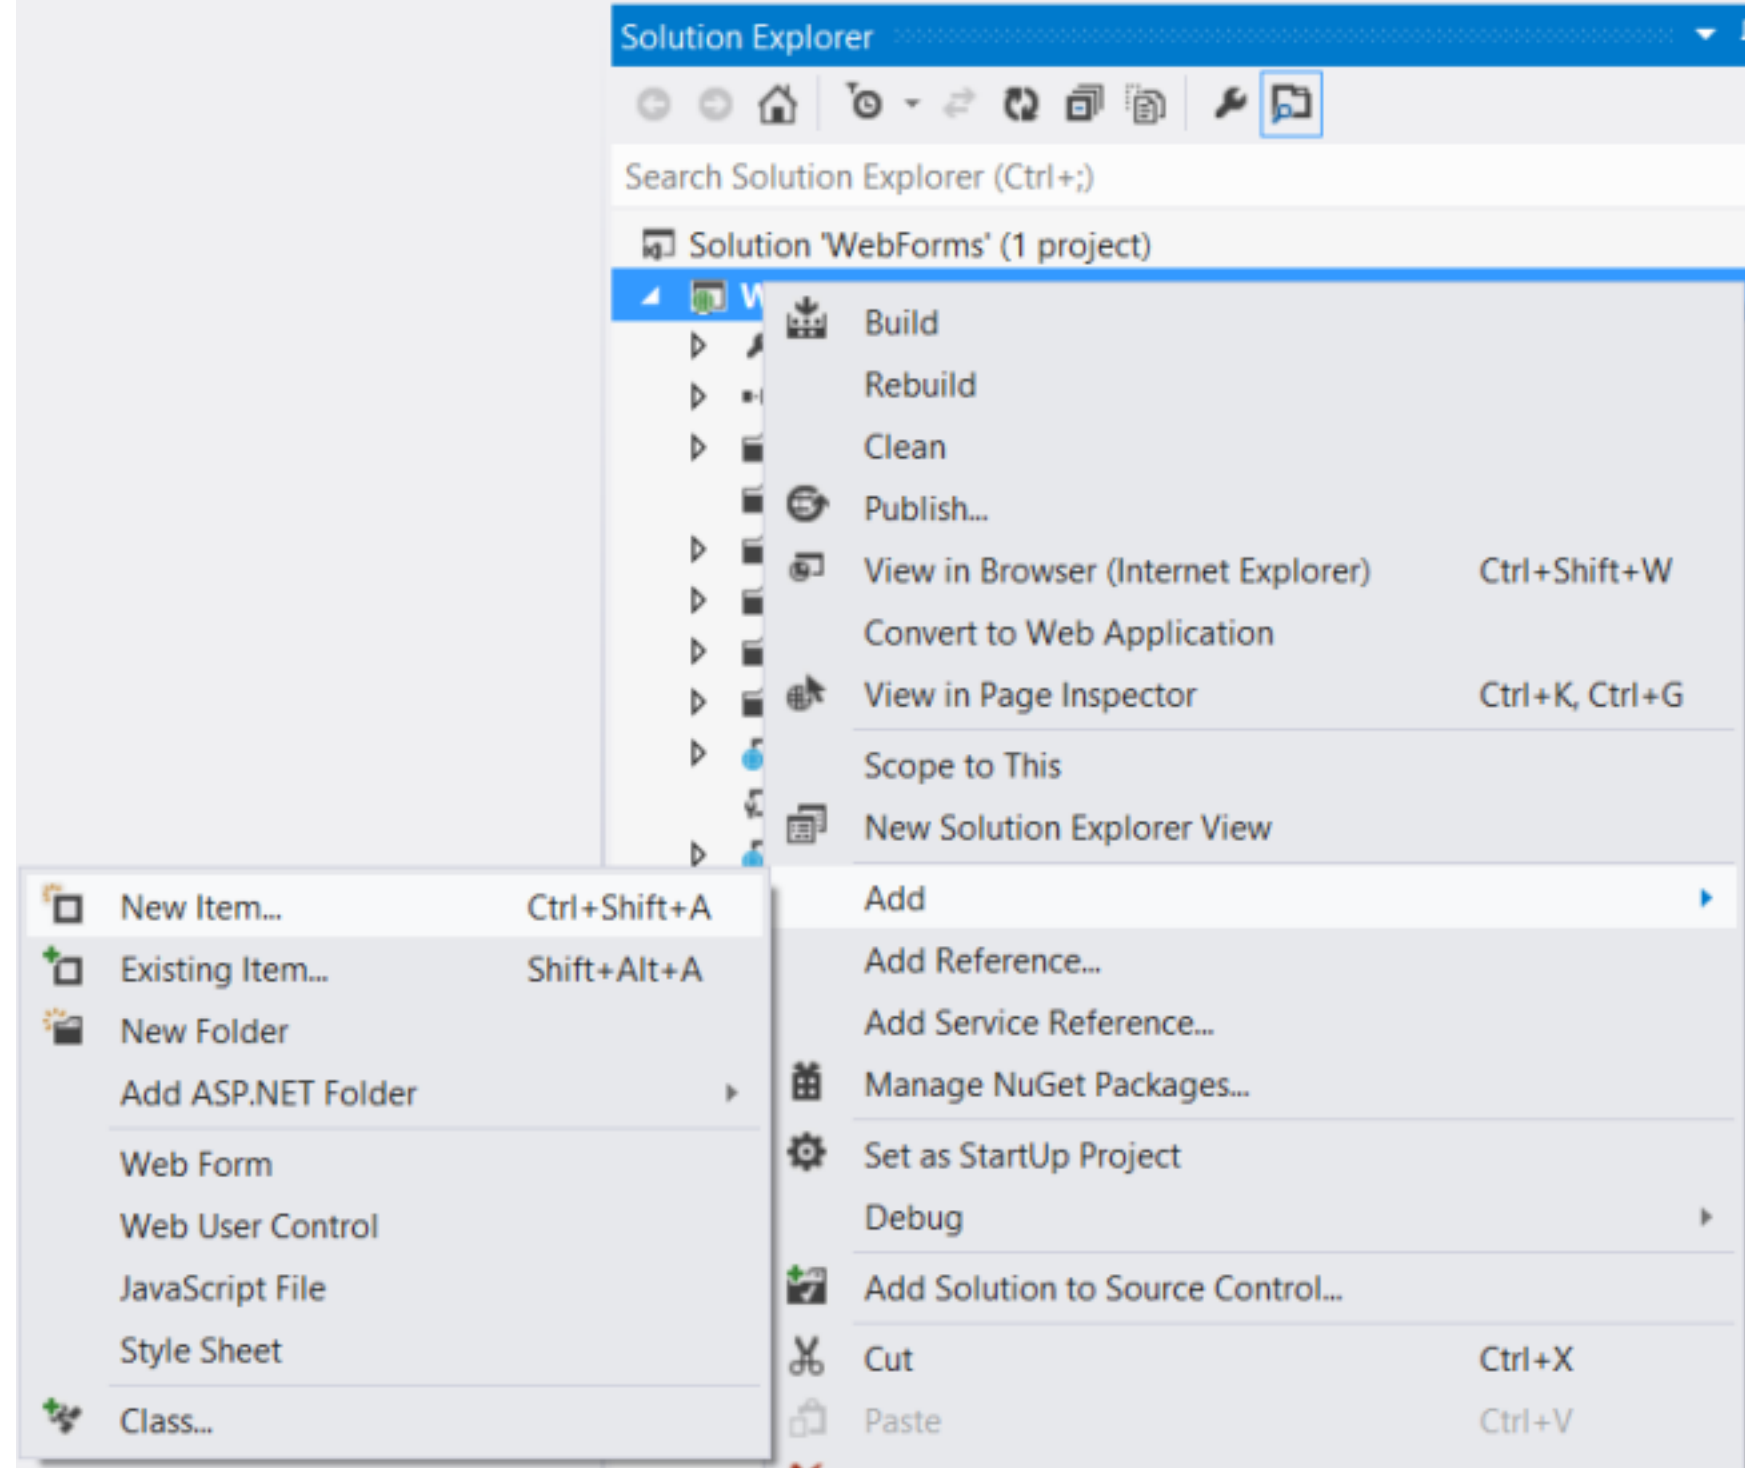 Solution Explorer
Search Solution Explorer (Ctrl+;)
Solution 'WebForms' (1 project)
W
Build
Rebuild
Clean
Publish...
View in Browser (Internet Explorer) Ctrl+Shift+W
Convert to Web Application
View in Page Inspector Ctrl+K, Ctrl+G
Scope to This
New Solution Explorer View
Add
Add Reference...
Add Service Reference...
Manage NuGet Packages...
Set as StartUp Project
Debug
Add Solution to Source Control...
Cut Ctrl+X
Paste Ctrl+V
New Item... Ctrl+Shift+A
Existing Item... Shift+Alt+A
New Folder
Add ASP.NET Folder
Web Form
Web User Control
JavaScript File
Style Sheet
Class...